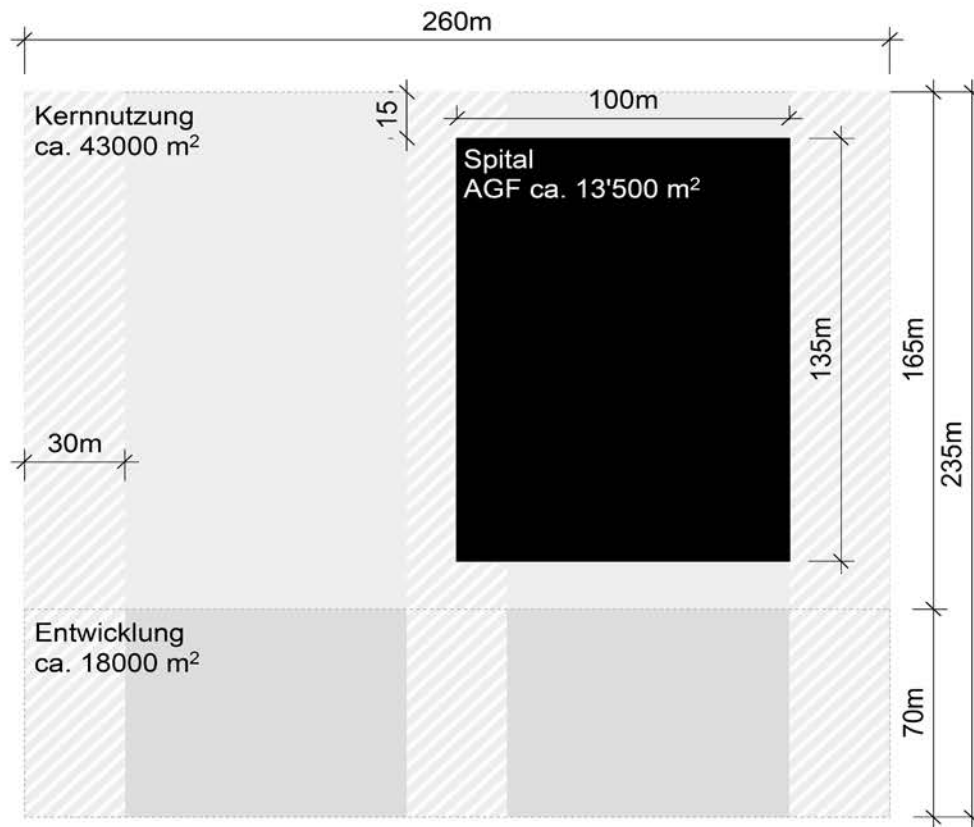 260m
Kernnutzung
ca. 43000 m²
15
100m
Spital
AGF ca. 13'500 m²
135m
165m
235m
30m
Entwicklung
ca. 18000 m²
70m